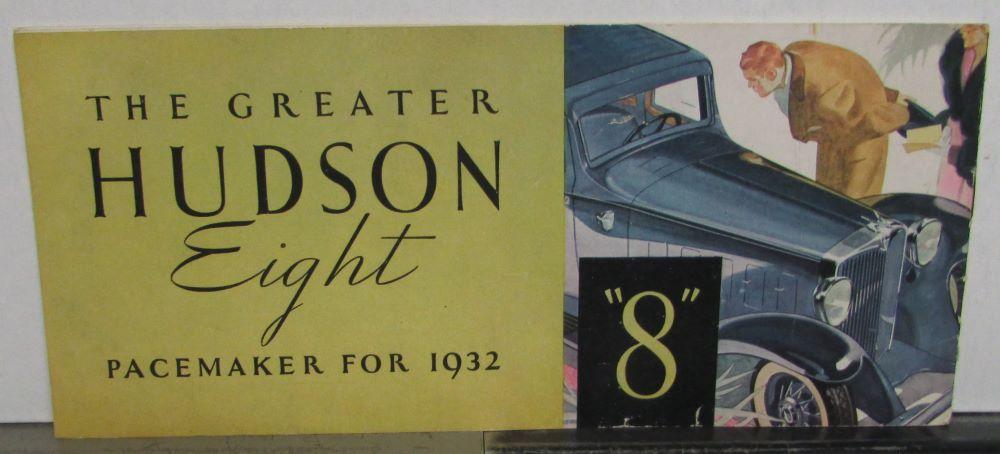 THE GREATER
HUDSON
Eight
PACEMAKER FOR 1932
"8"